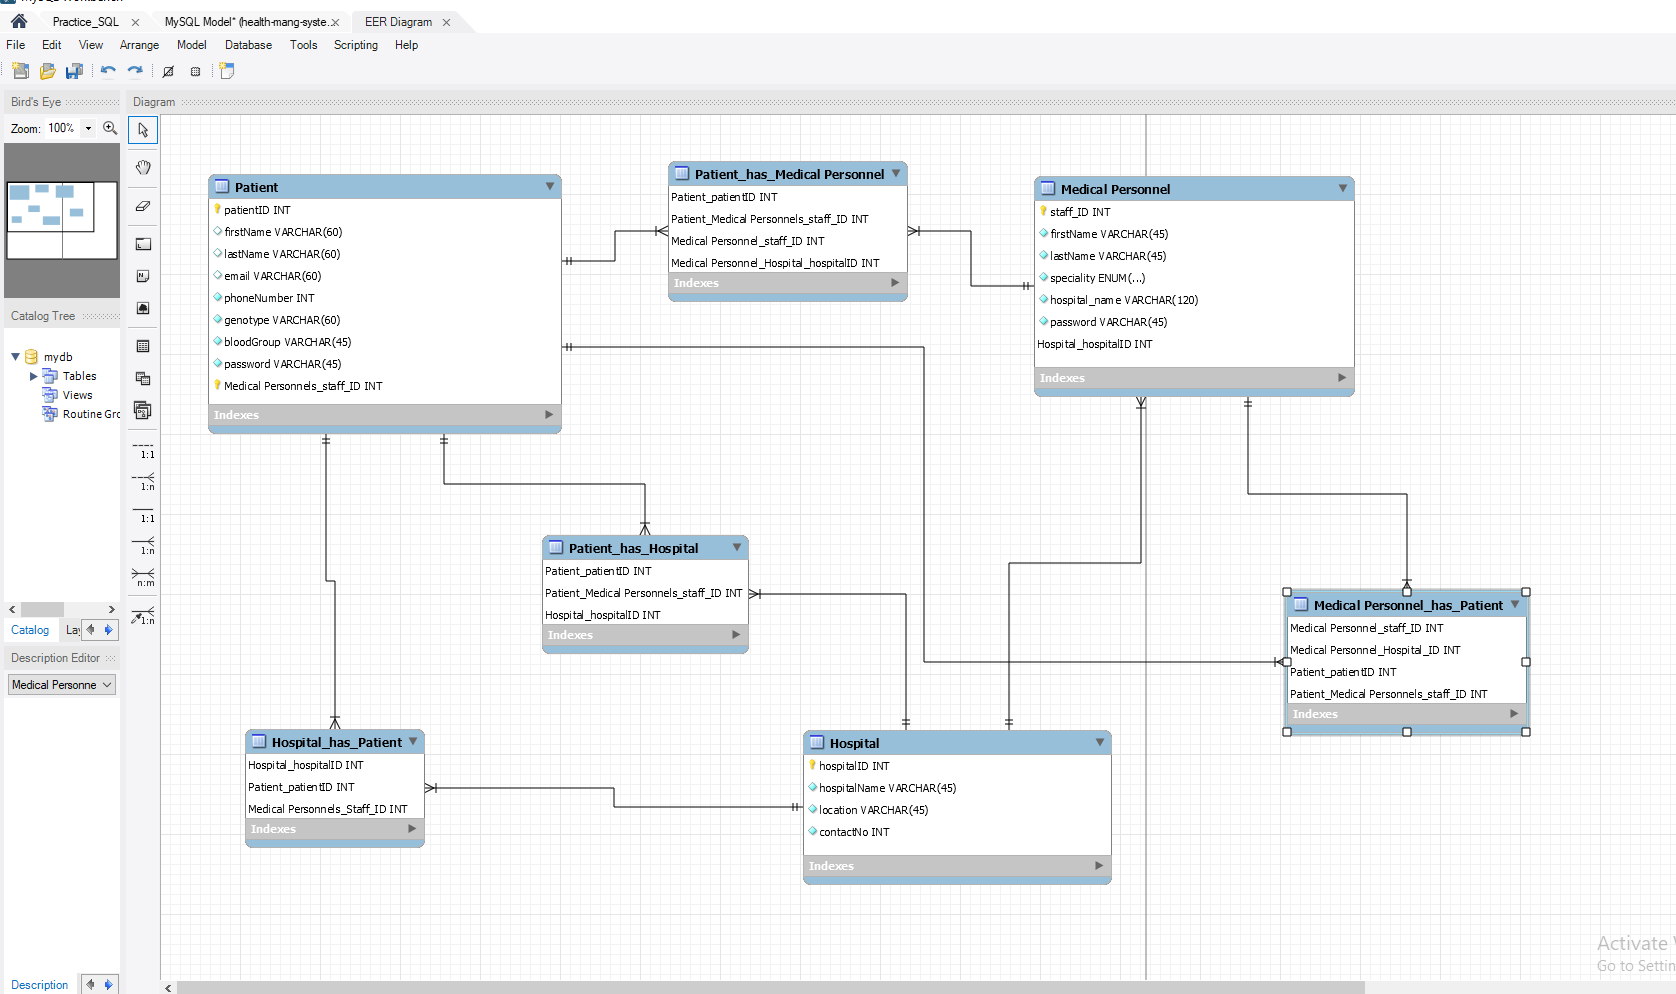 Practice_SQL
MySQL Model* (health-mang-syste..
EER Diagram
File Edit View Arrange Model Database Tools Scripting Help
Bird's Eye
Diagram
Zoom: 100%
Patient
patientID INT
firstName VARCHAR(60)
lastName VARCHAR(60)
email VARCHAR(60)
phoneNumber INT
genotype VARCHAR(60)
bloodGroup VARCHAR(45)
password VARCHAR(45)
Medical Personnels_staff_ID INT
Indexes
Patient_has_Medical Personnel
Patient_patientID INT
Patient_Medical Personnels_staff_ID INT
Medical Personnel_staff_ID INT
Medical Personnel_Hospital_hospitalID INT
Indexes
Medical Personnel
staff_ID INT
firstName VARCHAR(45)
lastName VARCHAR(45)
speciality ENUM(...)
hospital_name VARCHAR(120)
password VARCHAR(45)
Hospital_hospitalID INT
Indexes
Catalog Tree
mydb
Tables
Views
Routine Grc
1:1
1:n
1:1
1:n
n:m
1:n
Catalog
Lay
Description Editor
Medical Personne
Patient_has_Hospital
Patient_patientID INT
Patient_Medical Personnels_staff_ID INT
Hospital_hospitalID INT
Indexes
Medical Personnel_has_Patient
Medical Personnel_staff_ID INT
Medical Personnel_Hospital_ID INT
Patient_patientID INT
Patient_Medical Personnels_staff_ID INT
Indexes
Hospital_has_Patient
Hospital_hospitalID INT
Patient_patientID INT
Medical Personnels_Staff_ID INT
Indexes
Hospital
hospitalID INT
hospitalName VARCHAR(45)
location VARCHAR(45)
contactNo INT
Indexes
Activate
Go to Settin
Description